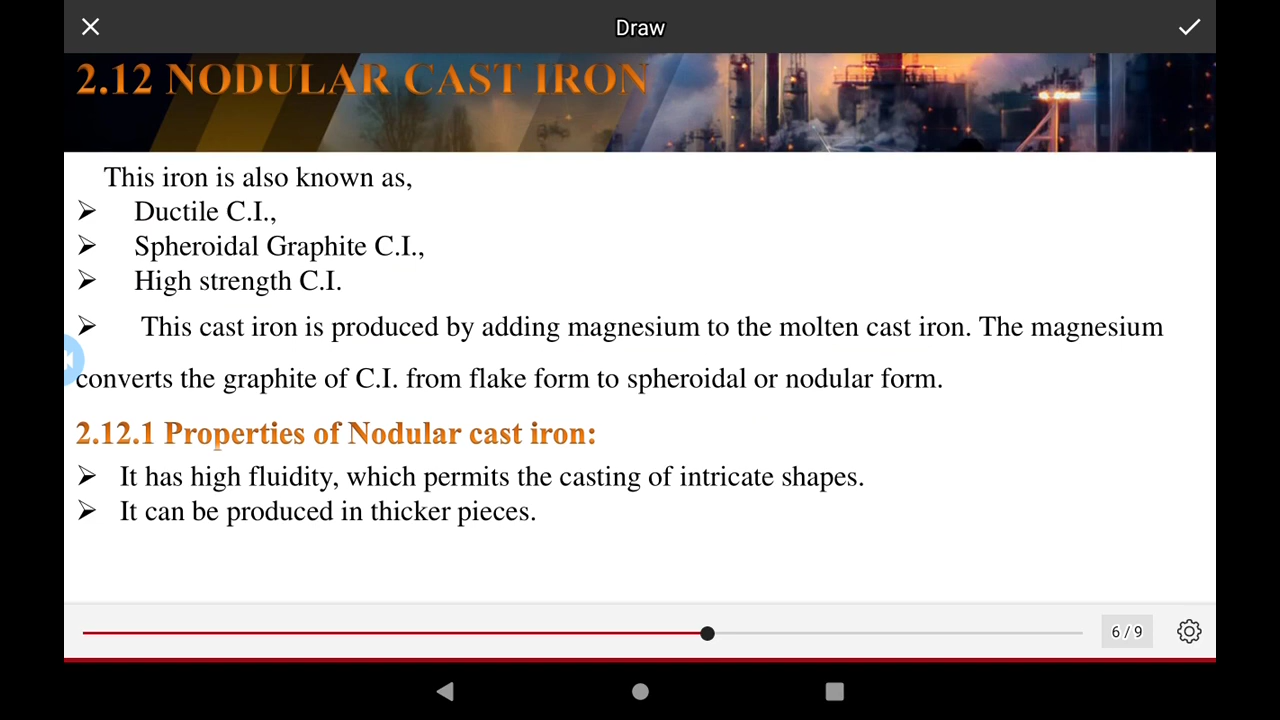 Draw
2.12 NODULAR CAST IRON
This iron is also known as,
➢ Ductile C.I.,
➢ Spheroidal Graphite C.I.,
➢ High strength C.I.
➢ This cast iron is produced by adding magnesium to the molten cast iron. The magnesium
converts the graphite of C.I. from flake form to spheroidal or nodular form.
2.12.1 Properties of Nodular cast iron:
➢ It has high fluidity, which permits the casting of intricate shapes.
➢ It can be produced in thicker pieces.
6 / 9